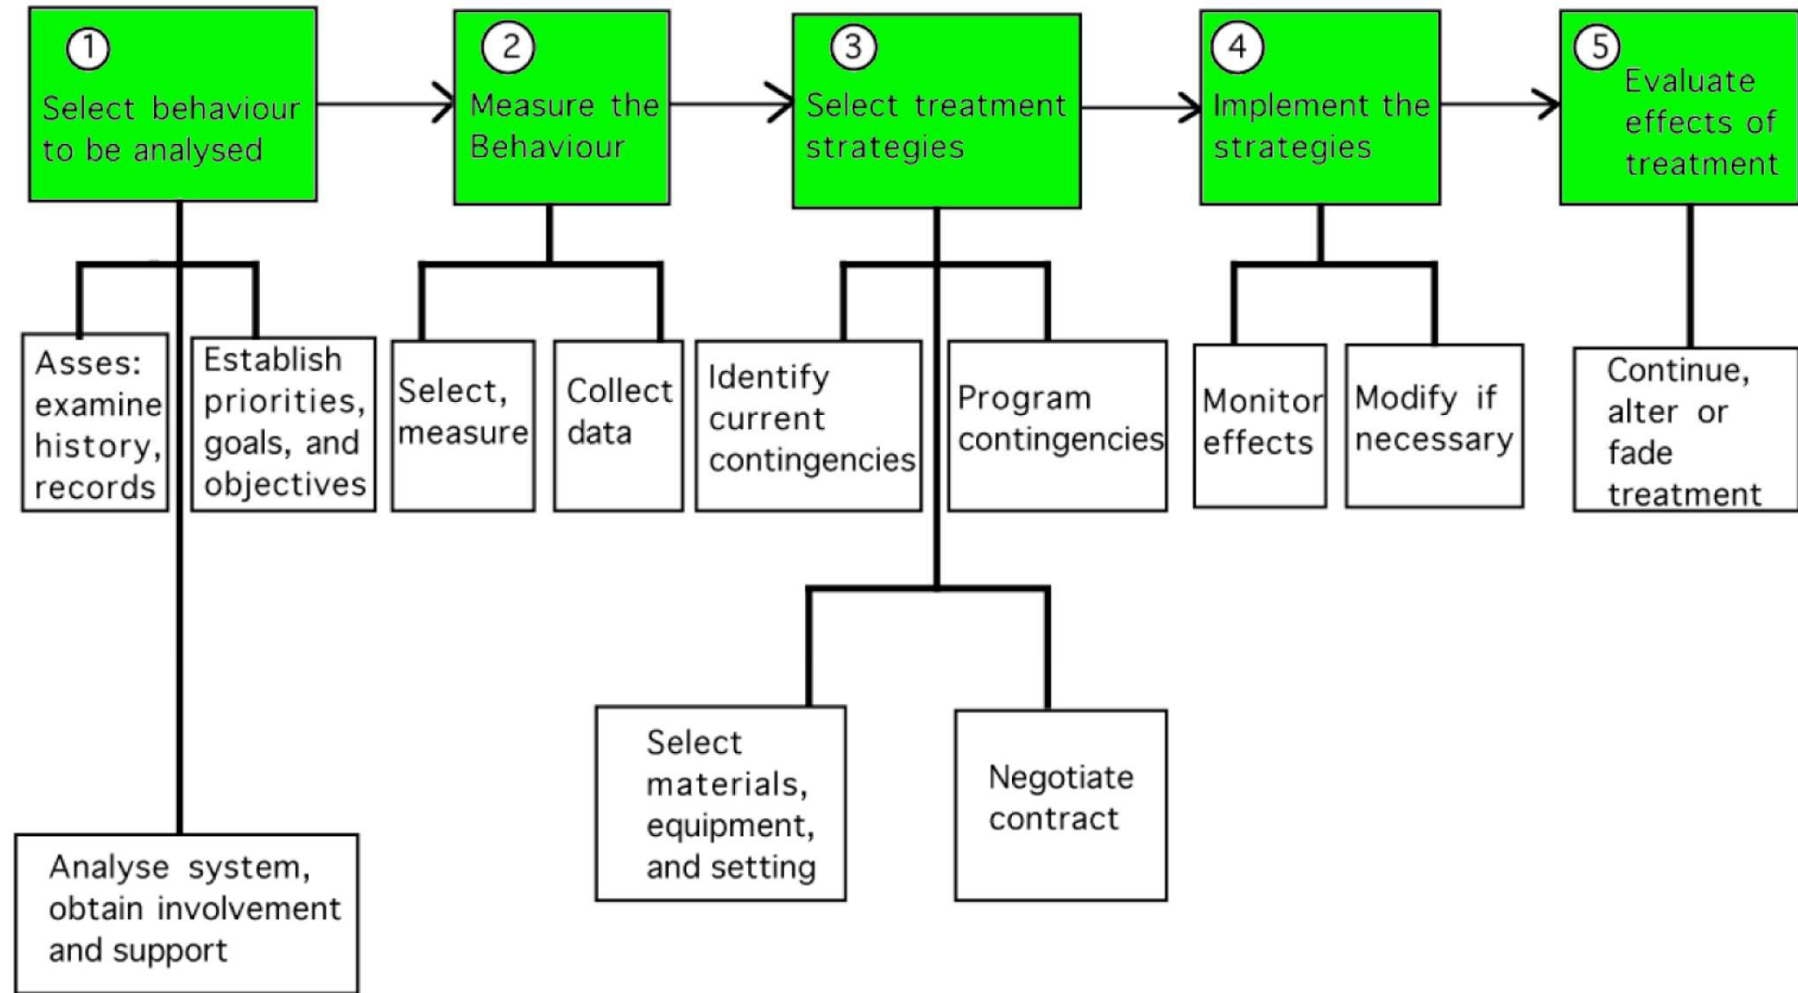 1
Select behaviour
to be analysed
2
Measure the
Behaviour
3
Select treatment
strategies
4
Implement the
strategies
5
Evaluate
effects of
treatment
Asses:
examine
history,
records
Establish
priorities,
goals, and
objectives
Select,
measure
Collect
data
Identify
current
contingencies
Program
contingencies
Monitor
effects
Modify if
necessary
Continue,
alter or
fade
treatment
Select
materials,
equipment,
and setting
Negotiate
contract
Analyse system,
obtain involvement
and support